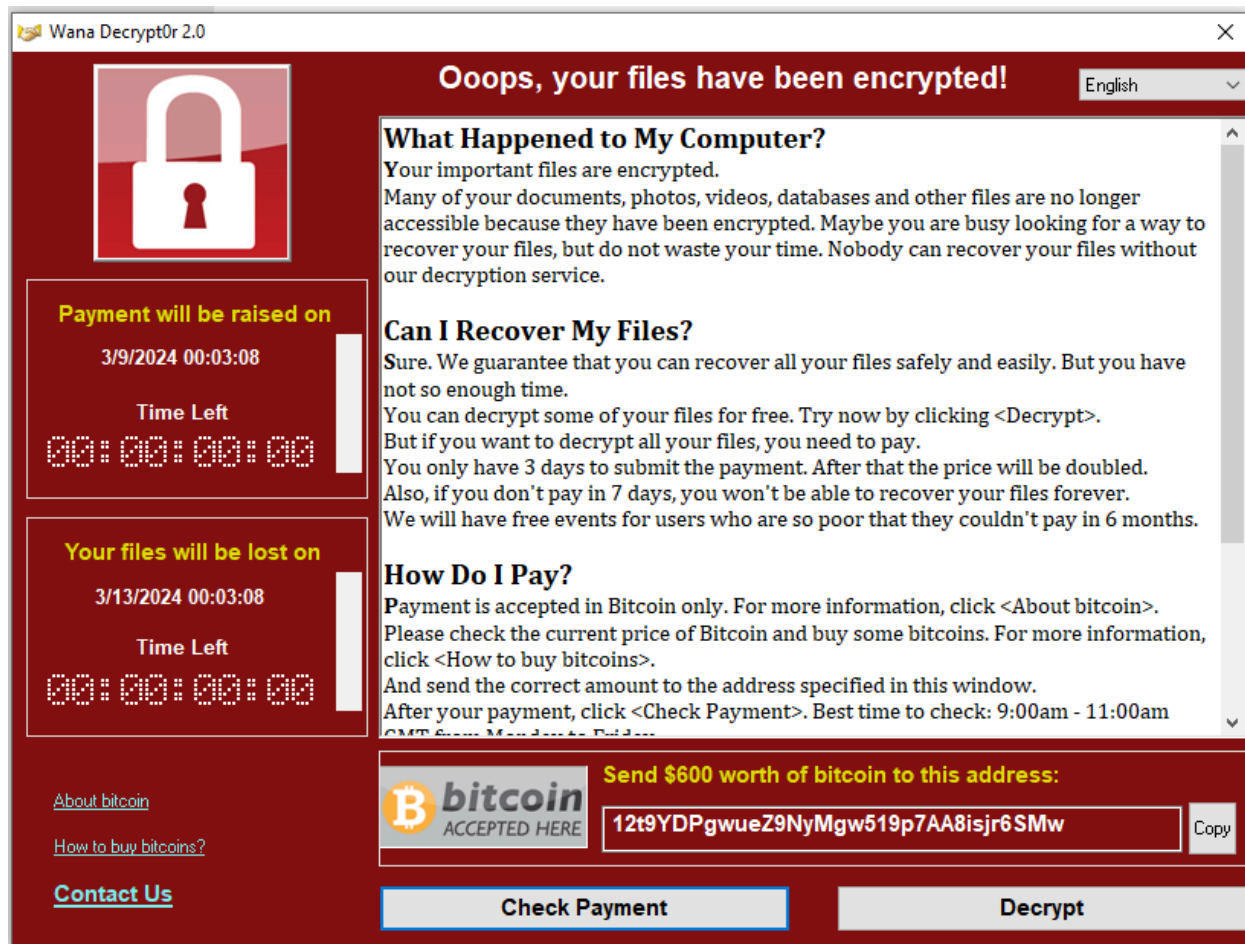 Wana Decrypt0r 2.0
Ooops, your files have been encrypted!
English
Payment will be raised on
3/9/2024 00:03:08
Time Left
00:00:00:00
Your files will be lost on
3/13/2024 00:03:08
Time Left
00:00:00:00
About bitcoin
How to buy bitcoins?
Contact Us
What Happened to My Computer?
Your important files are encrypted.
Many of your documents, photos, videos, databases and other files are no longer
accessible because they have been encrypted. Maybe you are busy looking for a way to
recover your files, but do not waste your time. Nobody can recover your files without
our decryption service.
Can I Recover My Files?
Sure. We guarantee that you can recover all your files safely and easily. But you have
not so enough time.
You can decrypt some of your files for free. Try now by clicking <Decrypt>.
But if you want to decrypt all your files, you need to pay.
You only have 3 days to submit the payment. After that the price will be doubled.
Also, if you don't pay in 7 days, you won't be able to recover your files forever.
We will have free events for users who are so poor that they couldn't pay in 6 months.
How Do I Pay?
Payment is accepted in Bitcoin only. For more information, click <About bitcoin>.
Please check the current price of Bitcoin and buy some bitcoins. For more information,
click <How to buy bitcoins>.
And send the correct amount to the address specified in this window.
After your payment, click <Check Payment>. Best time to check: 9:00am - 11:00am
GMT from Monday to Friday
bitcoin
ACCEPTED HERE
Send $600 worth of bitcoin to this address:
12t9YDPgwueZ9NyMgw519p7AA8isjr6SMw
Copy
Check Payment
Decrypt